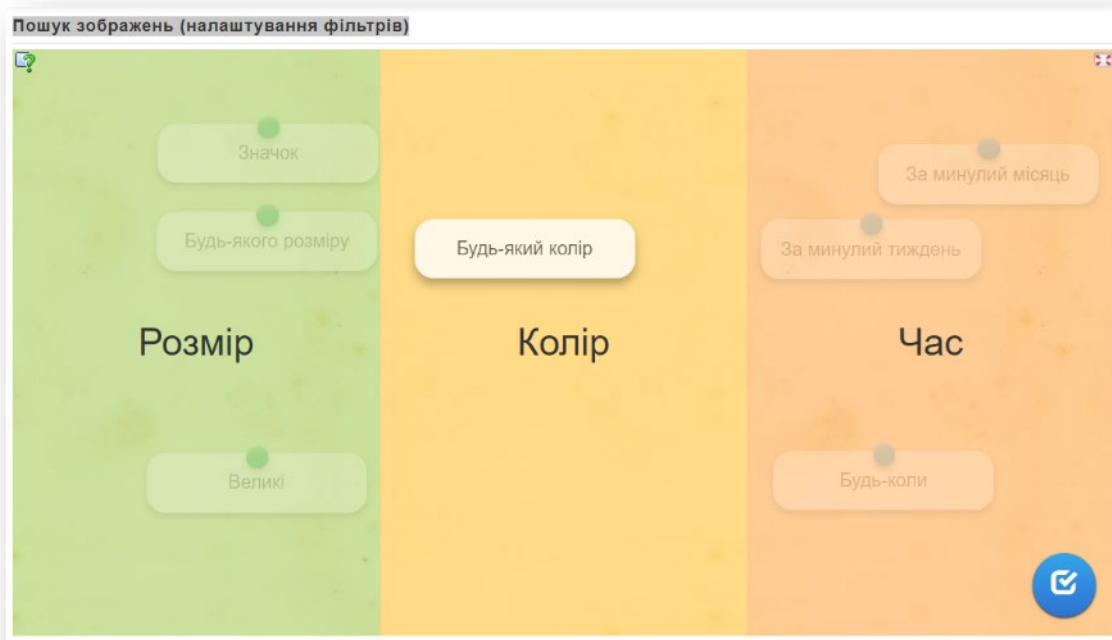 Пошук зображень (налаштування фільтрів)
Значок
Будь-якого розміру
Розмір
Великі
Будь-який колір
Колір
За минулий місяць
За минулий тиждень
Час
Будь-коли